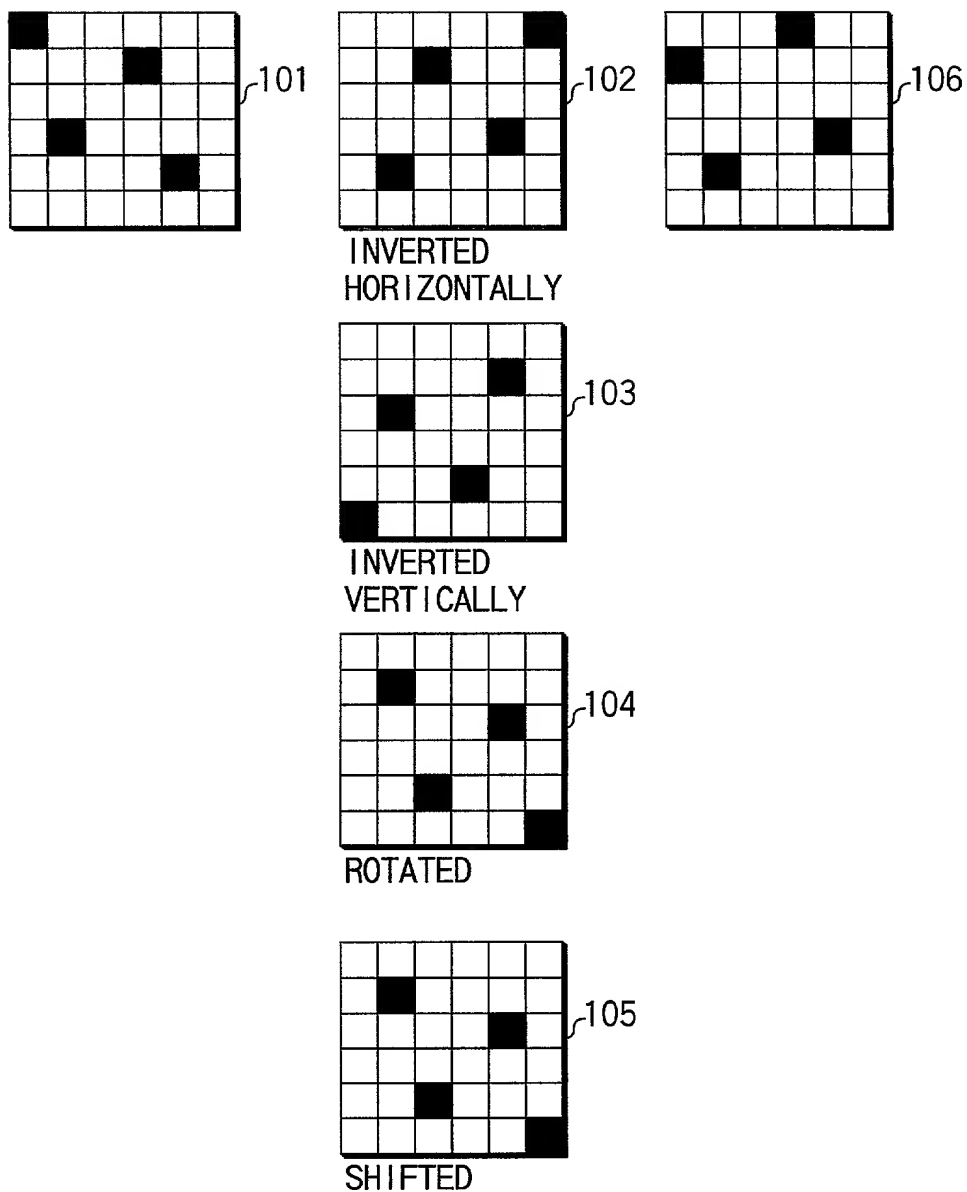 101
102
106
INVERTED
HORIZONTALLY
103
INVERTED
VERTICALLY
104
ROTATED
105
SHIFTED